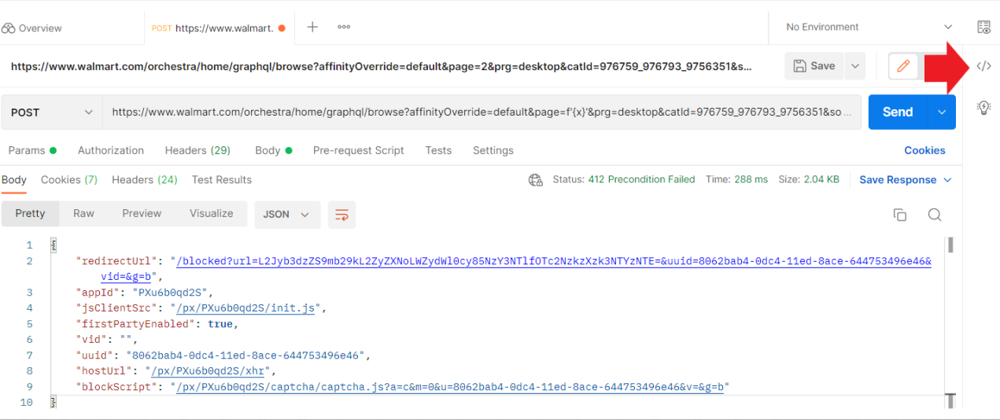 Overview
POST https://www.walmart.
No Environment
https://www.walmart.com/orchestra/home/graphql/browse?affinityOverride=default&page=2&prg=desktop&catId=976759_976793_9756351&s...
Save
</>
POST
https://www.walmart.com/orchestra/home/graphql/browse?affinityOverride=default&page=f'{x}'&prg=desktop&catId=976759_976793_9756351&so ...
Send
Params
Authorization
Headers (29)
Body
Pre-request Script
Tests
Settings
Cookies
Body
Cookies (7)
Headers (24)
Test Results
Status: 412 Precondition Failed
Time: 288 ms
Size: 2.04 KB
Save Response
Pretty
Raw
Preview
Visualize
JSON
1 {
2 "redirectUrl": "/blocked?url=L2Jyb3dzZS9mb29kL2ZyZXNoLWZydWl0cy85NzY3NTlfOTc2NzkzXzk3NTYzNTE=&uuid=8062bab4-0dc4-11ed-8ace-644753496e46&
vid=&g=b",
3 "appId": "PXu6b0qd2S",
4 "jsClientSrc": "/px/PXu6b0qd2S/init.js",
5 "firstPartyEnabled": true,
6 "vid": "",
7 "uuid": "8062bab4-0dc4-11ed-8ace-644753496e46",
8 "hostUrl": "/px/PXu6b0qd2S/xhr",
9 "blockScript": "/px/PXu6b0qd2S/captcha/captcha.js?a=c&m=0&u=8062bab4-0dc4-11ed-8ace-644753496e46&v=&g=b"
10 }